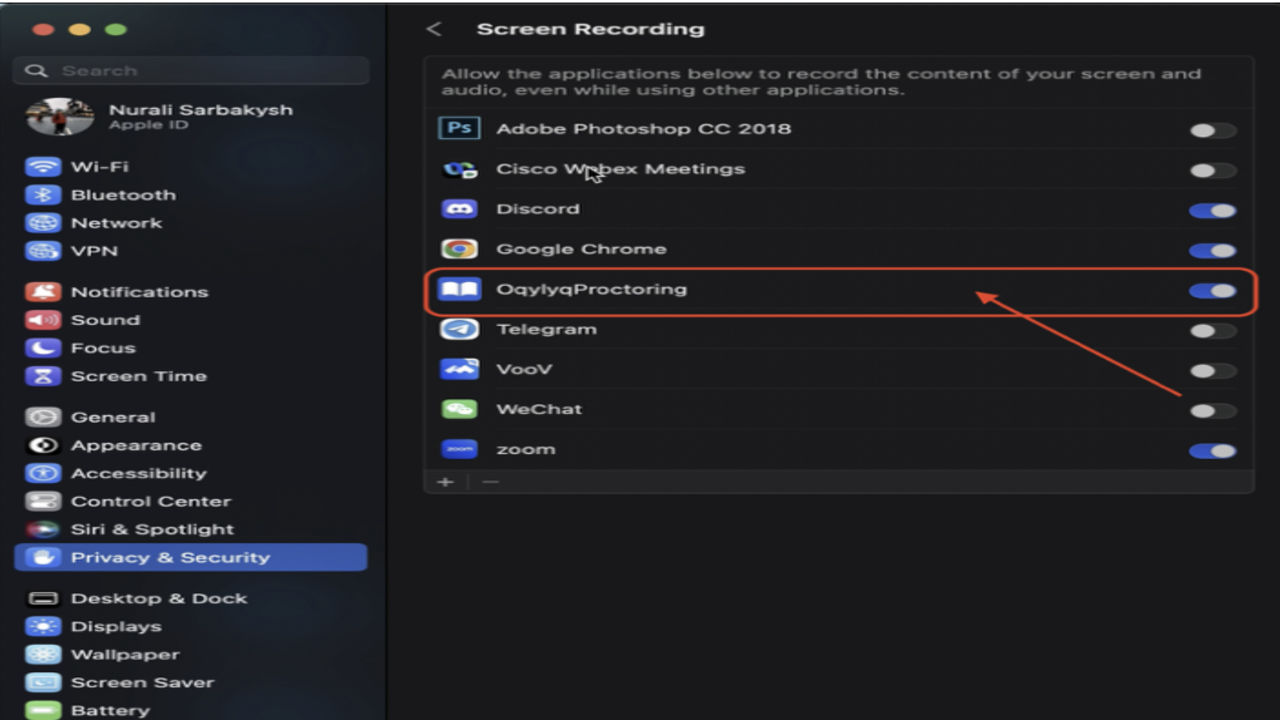 Screen Recording
Search
Nurali Sarbakysh
Apple ID
Wi-Fi
Bluetooth
Network
VPN
Notifications
Sound
Focus
Screen Time
General
Appearance
Accessibility
Control Center
Siri & Spotlight
Privacy & Security
Desktop & Dock
Displays
Wallpaper
Screen Saver
Battery
Allow the applications below to record the content of your screen and
audio, even while using other applications.
Ps Adobe Photoshop CC 2018
Cisco Webex Meetings
Discord
Google Chrome
OqylyqProctoring
Telegram
VooV
WeChat
zoom zoom